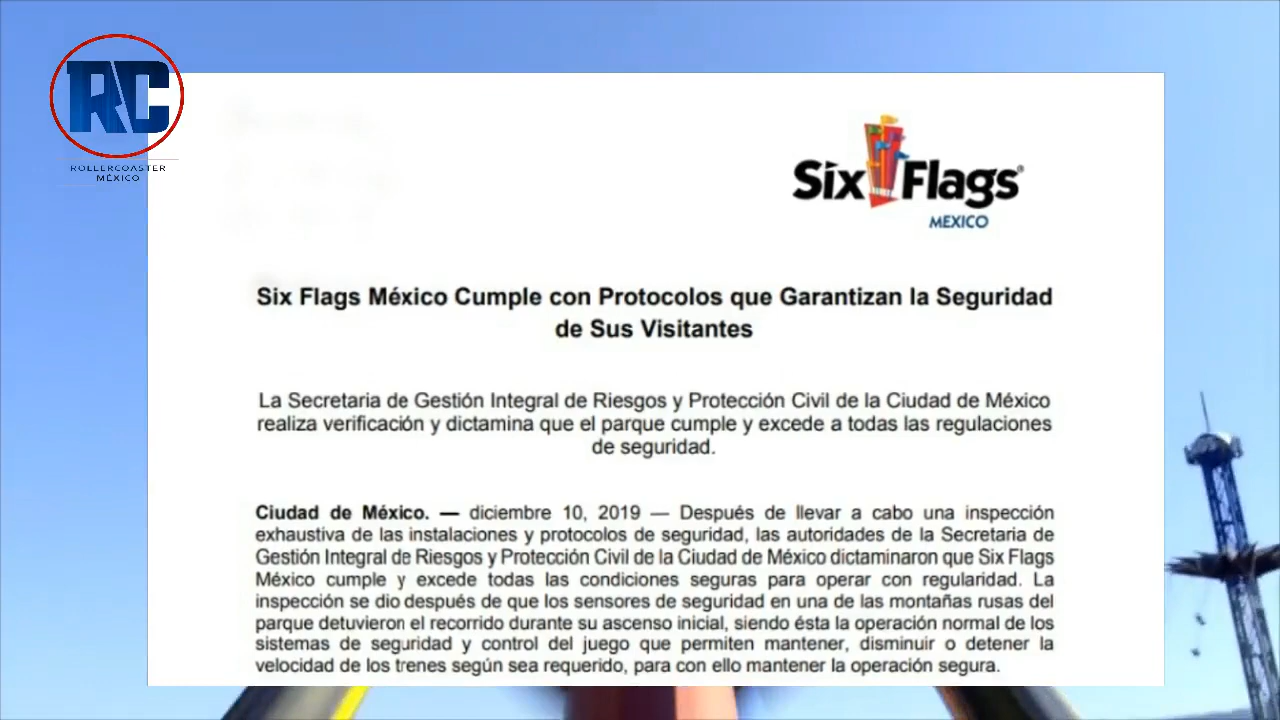 RC
ROLLERCOASTER
MÉXICO
Six Flags®
MEXICO
Six Flags México Cumple con Protocolos que Garantizan la Seguridad
de Sus Visitantes
La Secretaria de Gestión Integral de Riesgos y Protección Civil de la Ciudad de México
realiza verificación y dictamina que el parque cumple y excede a todas las regulaciones
de seguridad.
Ciudad de México. — diciembre 10, 2019 — Después de llevar a cabo una inspección
exhaustiva de las instalaciones y protocolos de seguridad, las autoridades de la Secretaria de
Gestión Integral de Riesgos y Protección Civil de la Ciudad de México dictaminaron que Six Flags
México cumple y excede todas las condiciones seguras para operar con regularidad. La
inspección se dio después de que los sensores de seguridad en una de las montañas rusas del
parque detuvieron el recorrido durante su ascenso inicial, siendo ésta la operación normal de los
sistemas de seguridad y control del juego que permiten mantener, disminuir o detener la
velocidad de los trenes según sea requerido, para con ello mantener la operación segura.